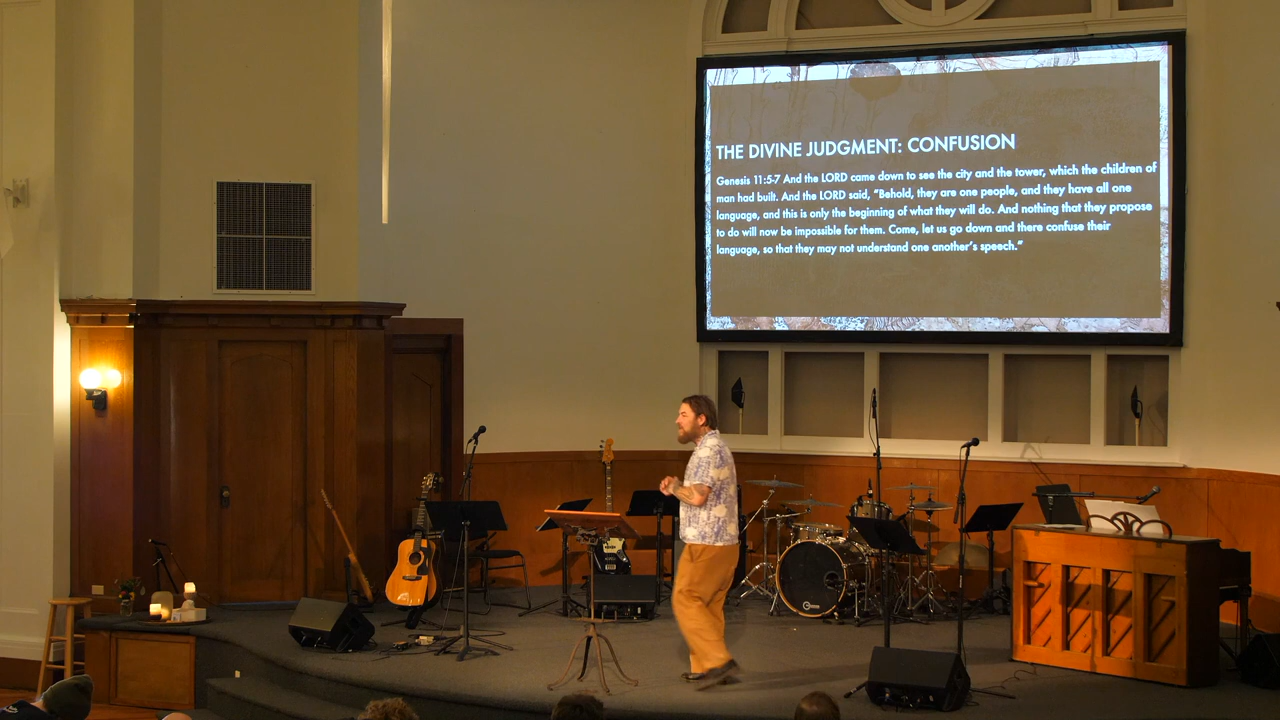 THE DIVINE JUDGMENT: CONFUSION
Genesis 11:5-7 And the LORD came down to see the city and the tower, which the children of
man had built. And the LORD said, “Behold, they are one people, and they have all one
language, and this is only the beginning of what they will do. And nothing that they propose
to do will now be impossible for them. Come, let us go down and there confuse their
language, so that they may not understand one another’s speech.”